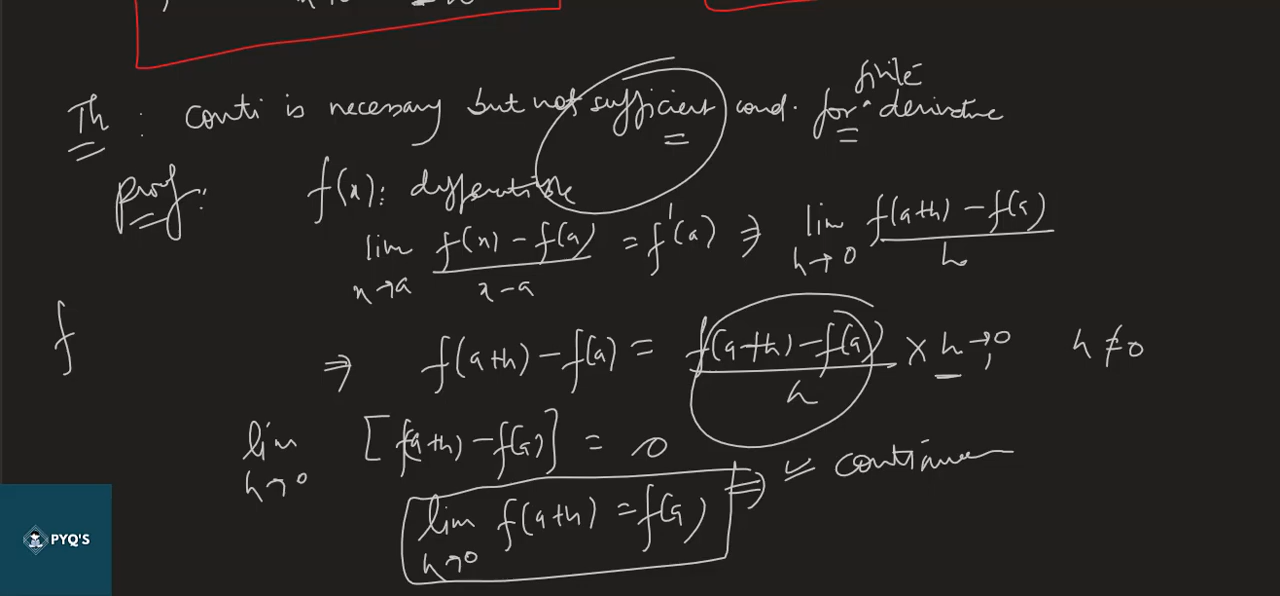 Th : conti is necessary but not sufficient cond. for finite derivative
Proof: f(x): differentible
lim x→a (f(x) - f(a))/(x-a) = f'(a) ⇒ lim h→0 (f(a+h) - f(a))/h
f
⇒ f(a+h) - f(a) = (f(a+h) - f(a))/h × h →0, h ≠ 0
lim h→0 [f(a+h) - f(a)] = 0
lim h→0 f(a+h) = f(a) ⇒ continuous
PYQ'S